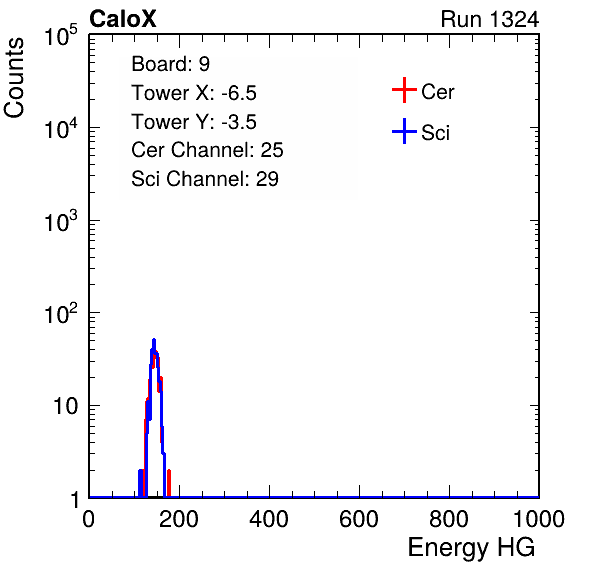 CaloX Run 1324
Counts
10^5
10^4
10^3
10^2
10
1
Board: 9
Tower X: -6.5
Tower Y: -3.5
Cer Channel: 25
Sci Channel: 29
Cer
Sci
0 200 400 600 800 1000
Energy HG